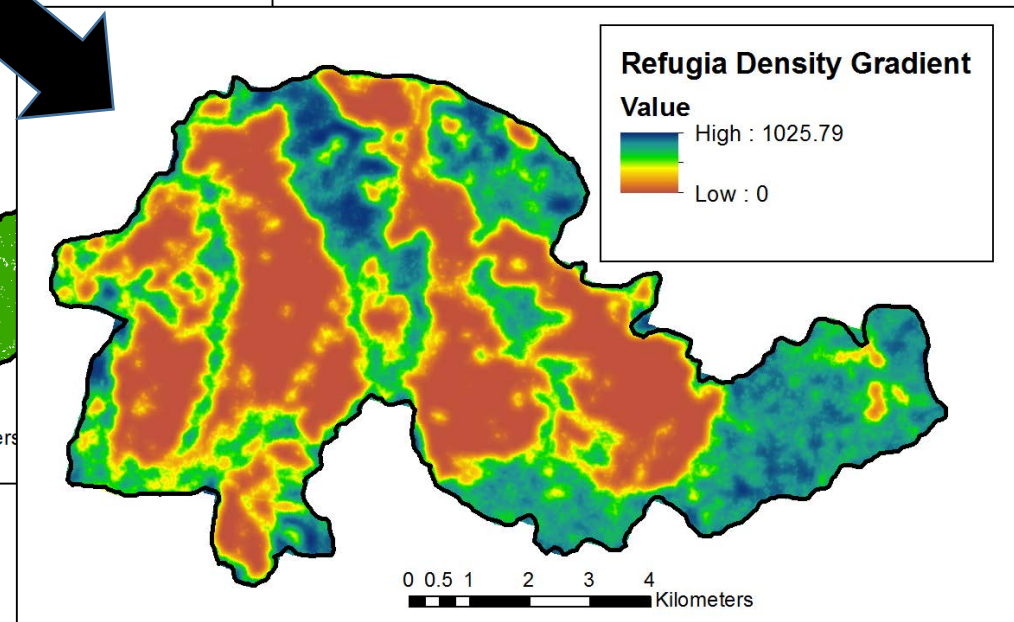 Refugia Density Gradient
Value
High : 1025.79
Low : 0
0 0.5 1 2 3 4
Kilometers